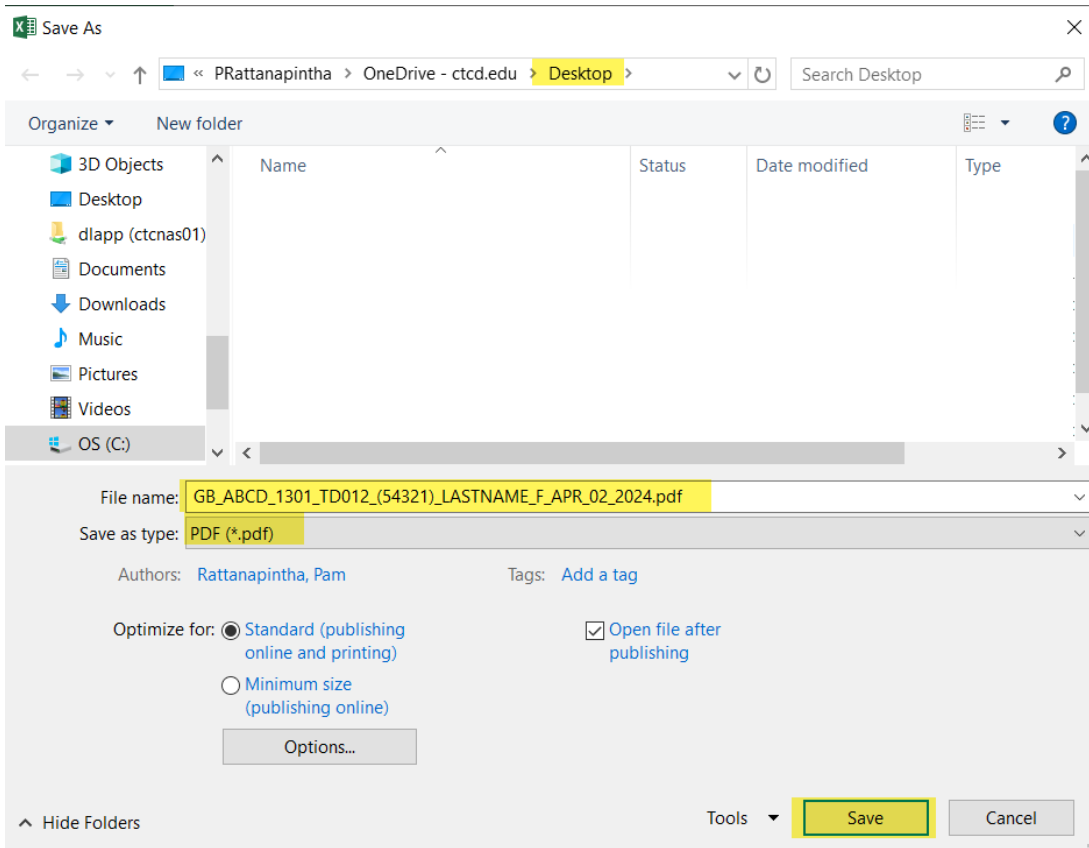 Save As
« PRattanapintha > OneDrive - ctcd.edu > Desktop >
Search Desktop
Organize
New folder
?
3D Objects
Desktop
dlapp (ctcnas01)
Documents
Downloads
Music
Pictures
Videos
OS (C:)
Name
Status
Date modified
Type
File name: GB_ABCD_1301_TD012_(54321)_LASTNAME_F_APR_02_2024.pdf
Save as type: PDF (*.pdf)
Authors: Rattanapintha, Pam
Tags: Add a tag
Optimize for:
Standard (publishing
online and printing)
Minimum size
(publishing online)
Open file after
publishing
Options...
Hide Folders
Tools
Save
Cancel